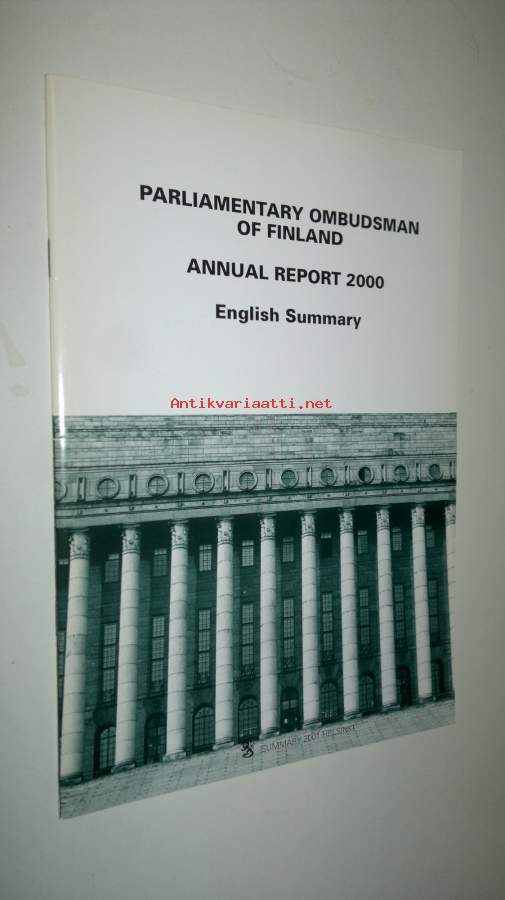 PARLIAMENTARY OMBUDSMAN
OF FINLAND
ANNUAL REPORT 2000
English Summary
Antikvariaatti.net
SUMMARY 2001 HELSINKI